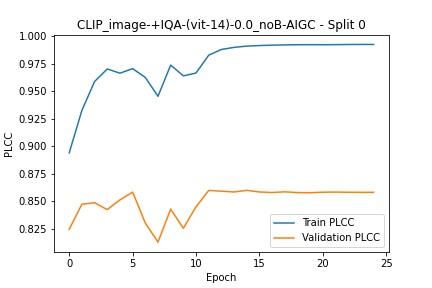 CLIP_image-+IQA-(vit-14)-0.0_noB-AIGC - Split 0
PLCC
1.000
0.975
0.950
0.925
0.900
0.875
0.850
0.825
Train PLCC
Validation PLCC
0 5 10 15 20 25
Epoch